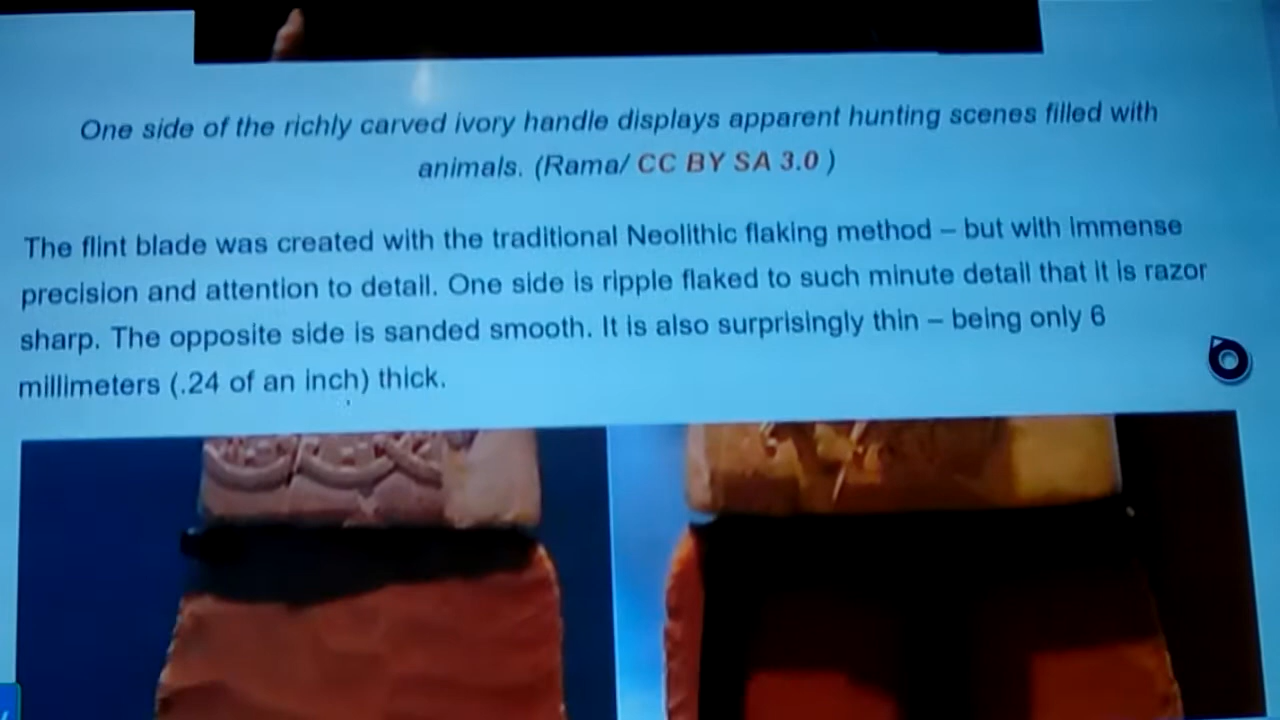 One side of the richly carved ivory handle displays apparent hunting scenes filled with
animals. (Rama/ CC BY SA 3.0 )
The flint blade was created with the traditional Neolithic flaking method – but with immense
precision and attention to detail. One side is ripple flaked to such minute detail that it is razor
sharp. The opposite side is sanded smooth. It is also surprisingly thin – being only 6
millimeters (.24 of an inch) thick.